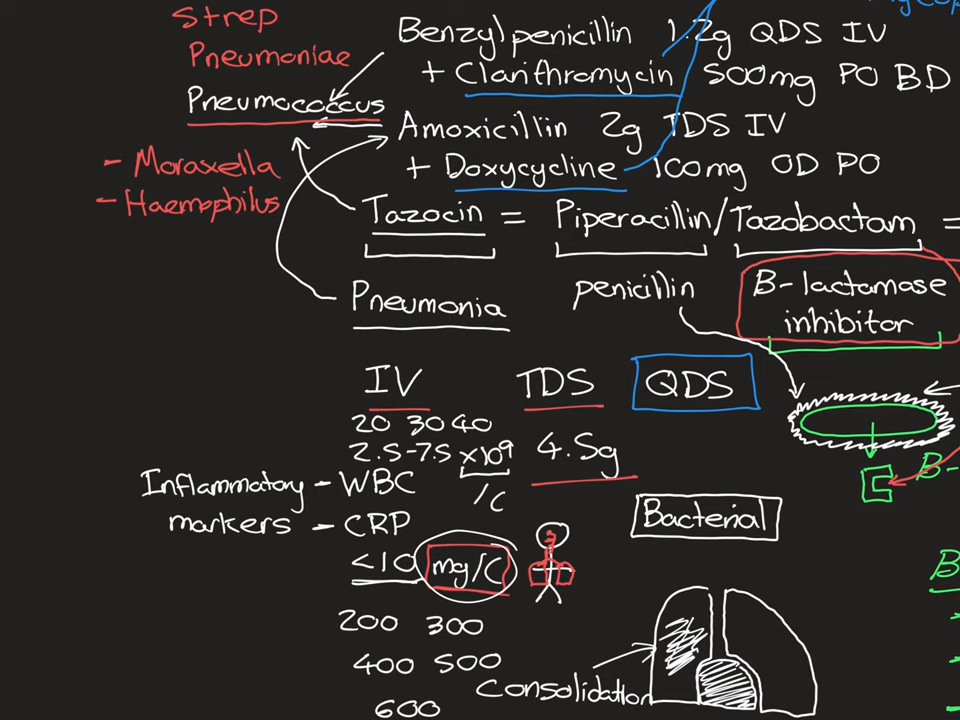 Strep
Pneumoniae
Pneumococcus
- Moraxella
- Haemophilus
Benzylpenicillin 1.2g QDS IV
+ Clarithromycin 500mg PO BD
Amoxicillin 2g TDS IV
+ Doxycycline 100mg OD PO
Tazocin = Piperacillin/Tazobactam =
Pneumonia
penicillin
B-lactamase
inhibitor
IV TDS QDS
20 30 40
2.5-7.5 x10^9 4.5g
/L
Inflammatory - WBC
markers - CRP
<10 mg/L
Bacterial
200 300
400 500
600
Consolidation
B-
B